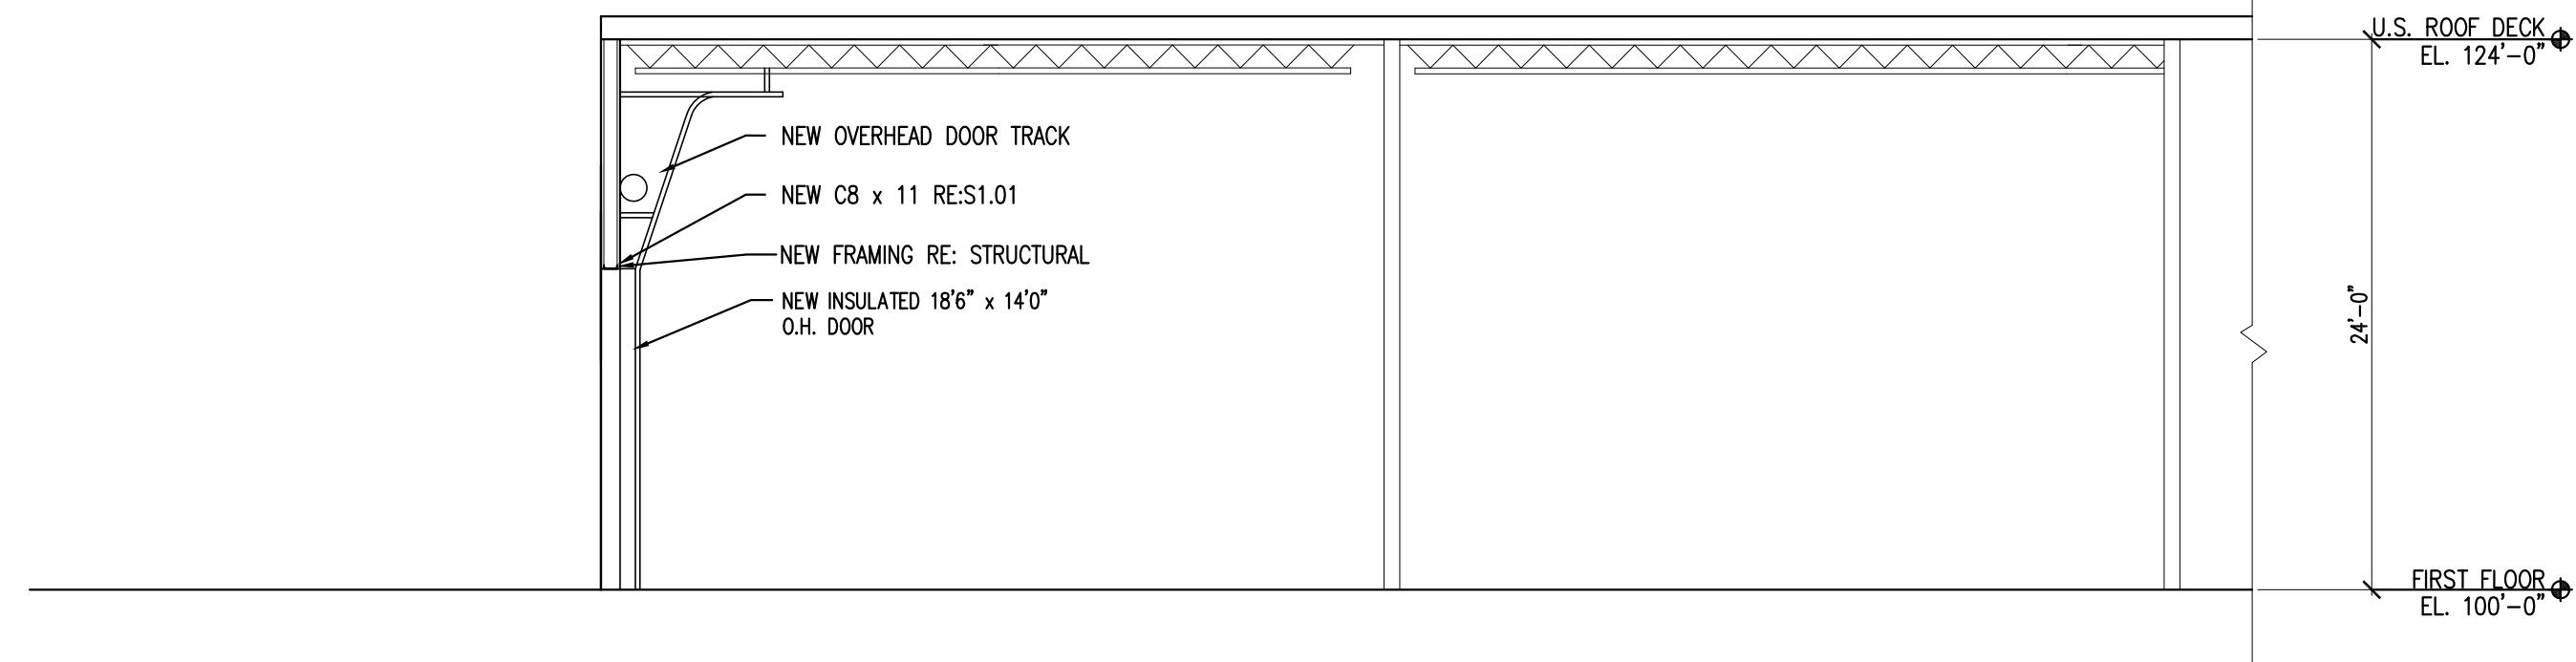 U.S. ROOF DECK
EL. 124'-0"
NEW OVERHEAD DOOR TRACK
NEW C8 x 11 RE:S1.01
NEW FRAMING RE: STRUCTURAL
NEW INSULATED 18'6" x 14'0"
O.H. DOOR
24'-0"
FIRST FLOOR
EL. 100'-0"